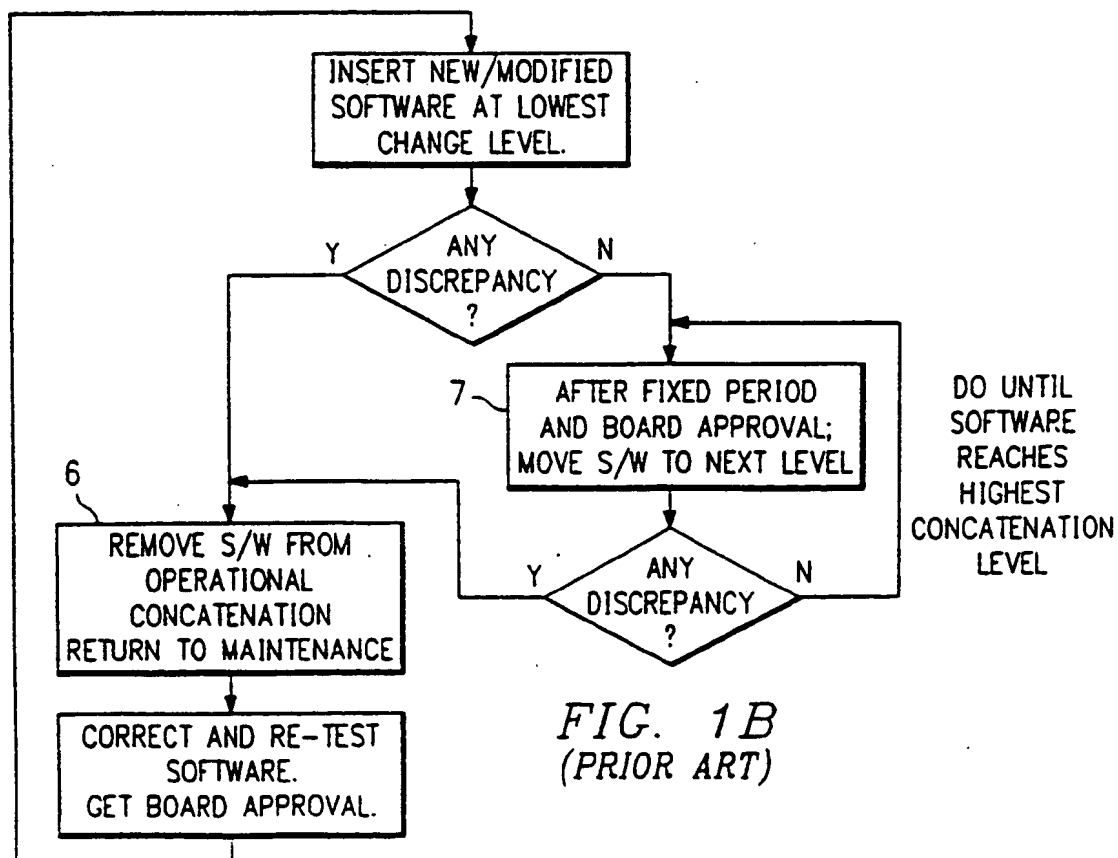 INSERT NEW/MODIFIED
SOFTWARE AT LOWEST
CHANGE LEVEL.
Y
ANY
DISCREPANCY
?
N
7
AFTER FIXED PERIOD
AND BOARD APPROVAL;
MOVE S/W TO NEXT LEVEL
DO UNTIL
SOFTWARE
REACHES
HIGHEST
CONCATENATION
LEVEL
6
REMOVE S/W FROM
OPERATIONAL
CONCATENATION
RETURN TO MAINTENANCE
Y
ANY
DISCREPANCY
?
N
CORRECT AND RE-TEST
SOFTWARE.
GET BOARD APPROVAL.
FIG. 1B
(PRIOR ART)